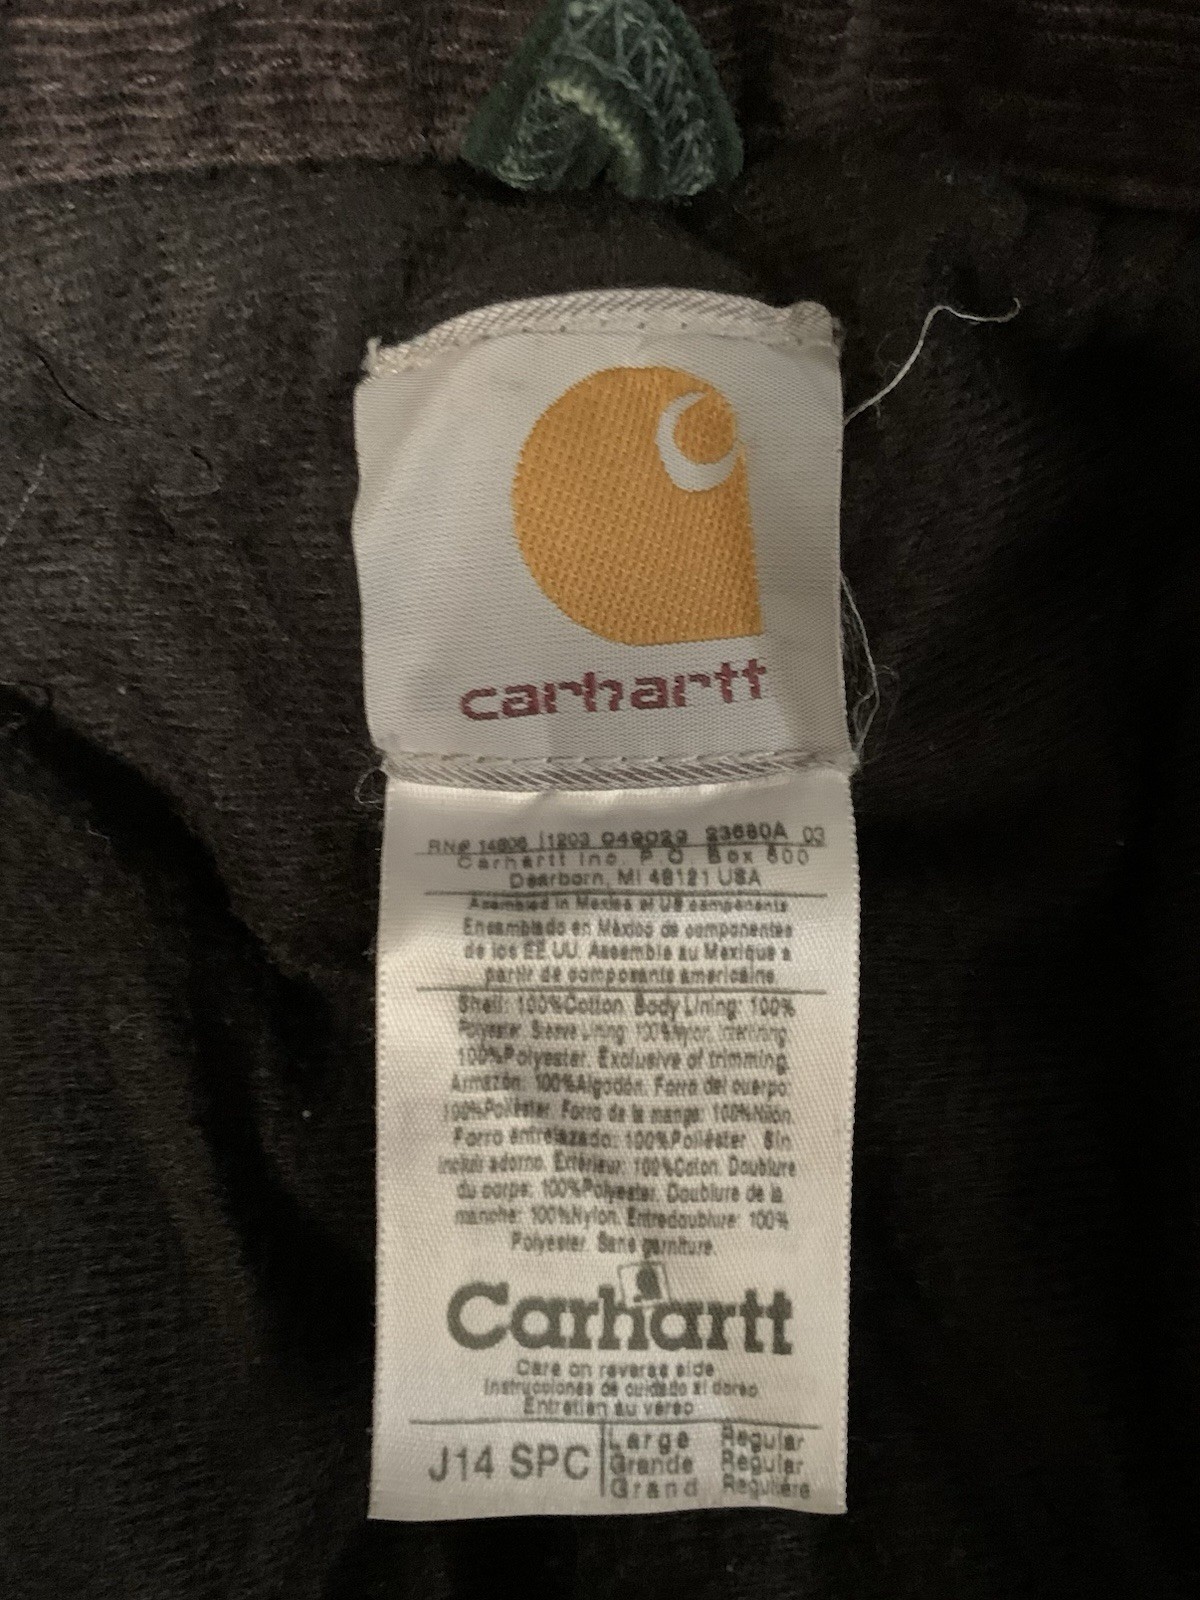 carhartt
RN# 14806 1203 049029 23680A 03
Carhartt Inc. P.O. Box 600
Dearborn, MI 48121 USA
Assembled in Mexico of US components
Ensamblado en México de componentes
de los EE.UU. Assemble au Mexique a
partir de composants americains.
Shell: 100%Cotton. Body Lining: 100%
Polyester. Sleeve Lining: 100%Nylon. Interlining:
100%Polyester. Exclusive of trimming.
Armazón: 100%Algodón. Forro del cuerpo:
100%Poliéster. Forro de la manga: 100%Nilón.
Forro entrelazado: 100%Poliéster. Sin
incluir adorno. Extérieur: 100%Coton. Doublure
du corps: 100%Polyester. Doublure de la
manche: 100%Nylon. Entredoublure: 100%
Polyester. Sans garniture.
Carhartt
Care on reverse side
Instrucciones de cuidado al dorso
Entretien au verso
J14 SPC
Large Regular
Grande Regular
Grand Regulière